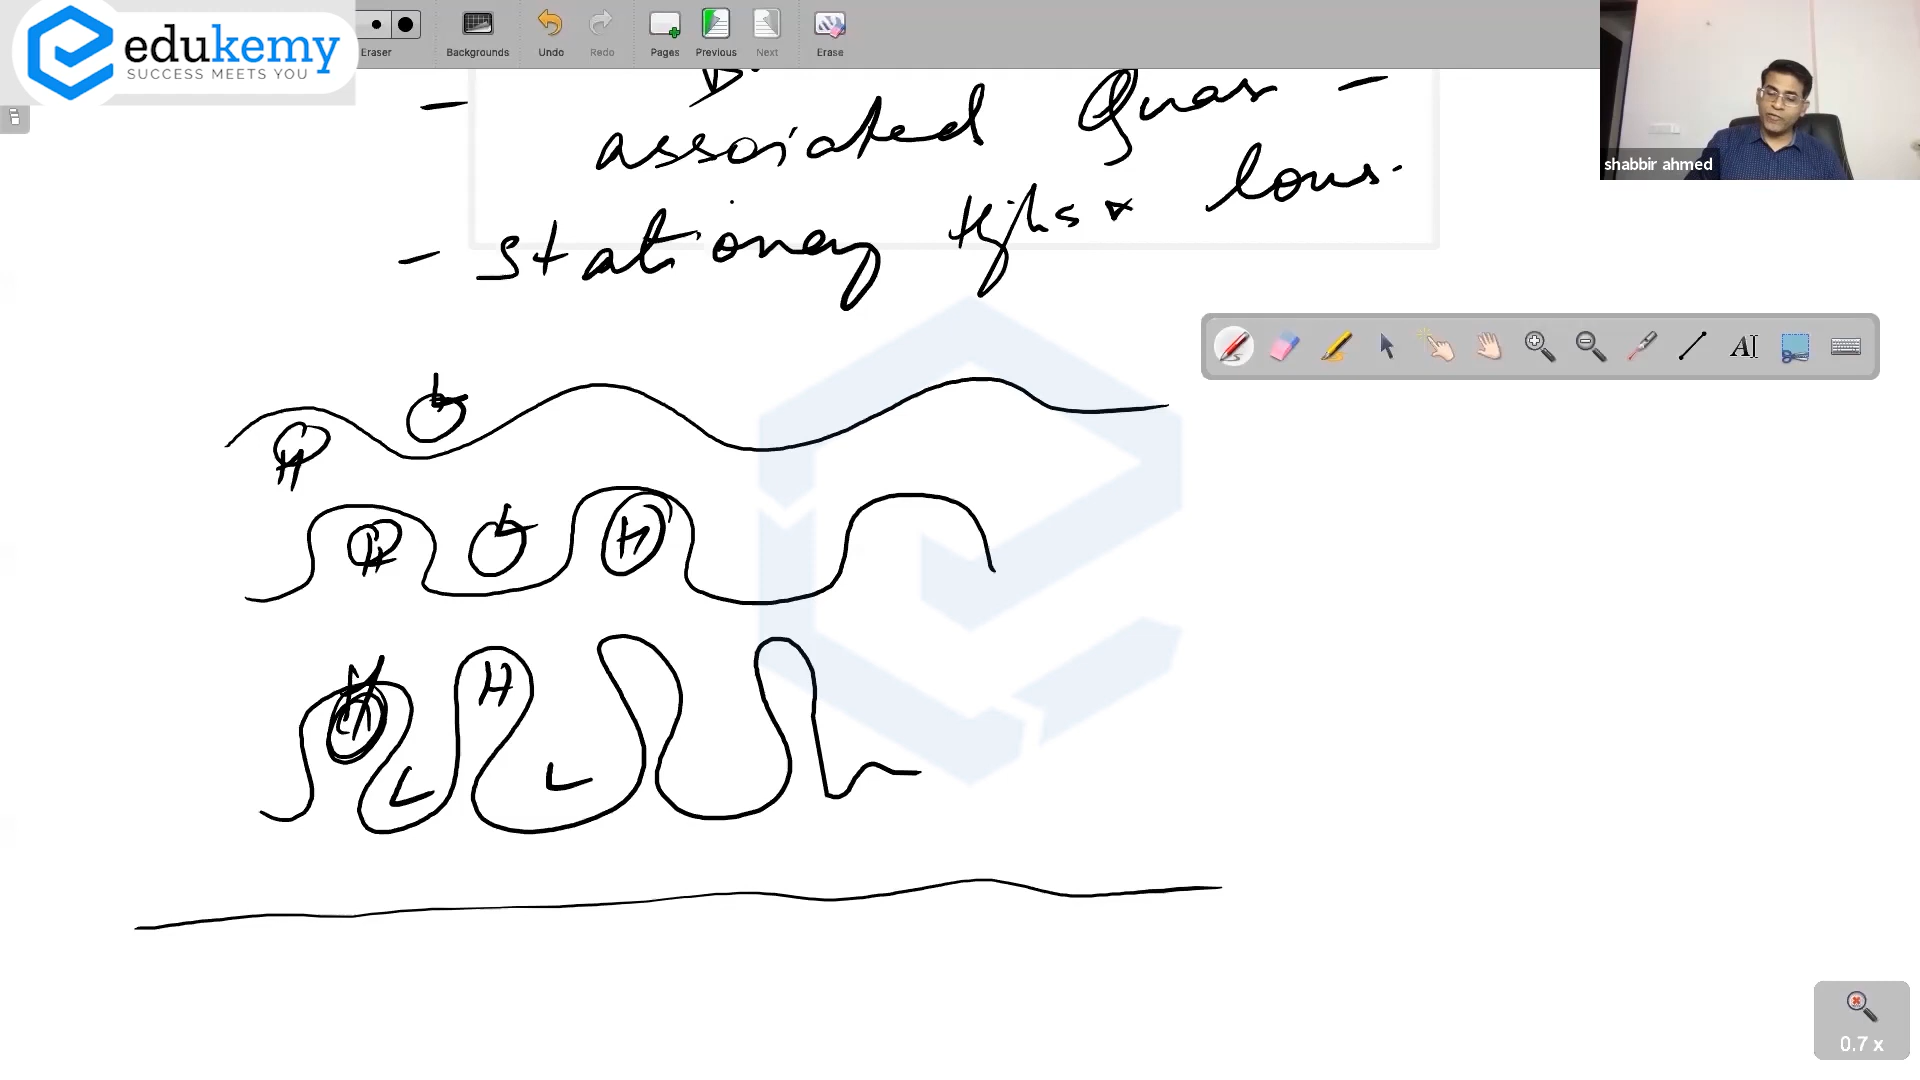 edukemy
SUCCESS MEETS YOU
Eraser
Backgrounds
Undo
Redo
Pages
Previous
Next
Erase
shabbir ahmed
- associated Quas -
- stationary Highs & lows.
L
H
H
L
H
H
H
L
L
0.7 x